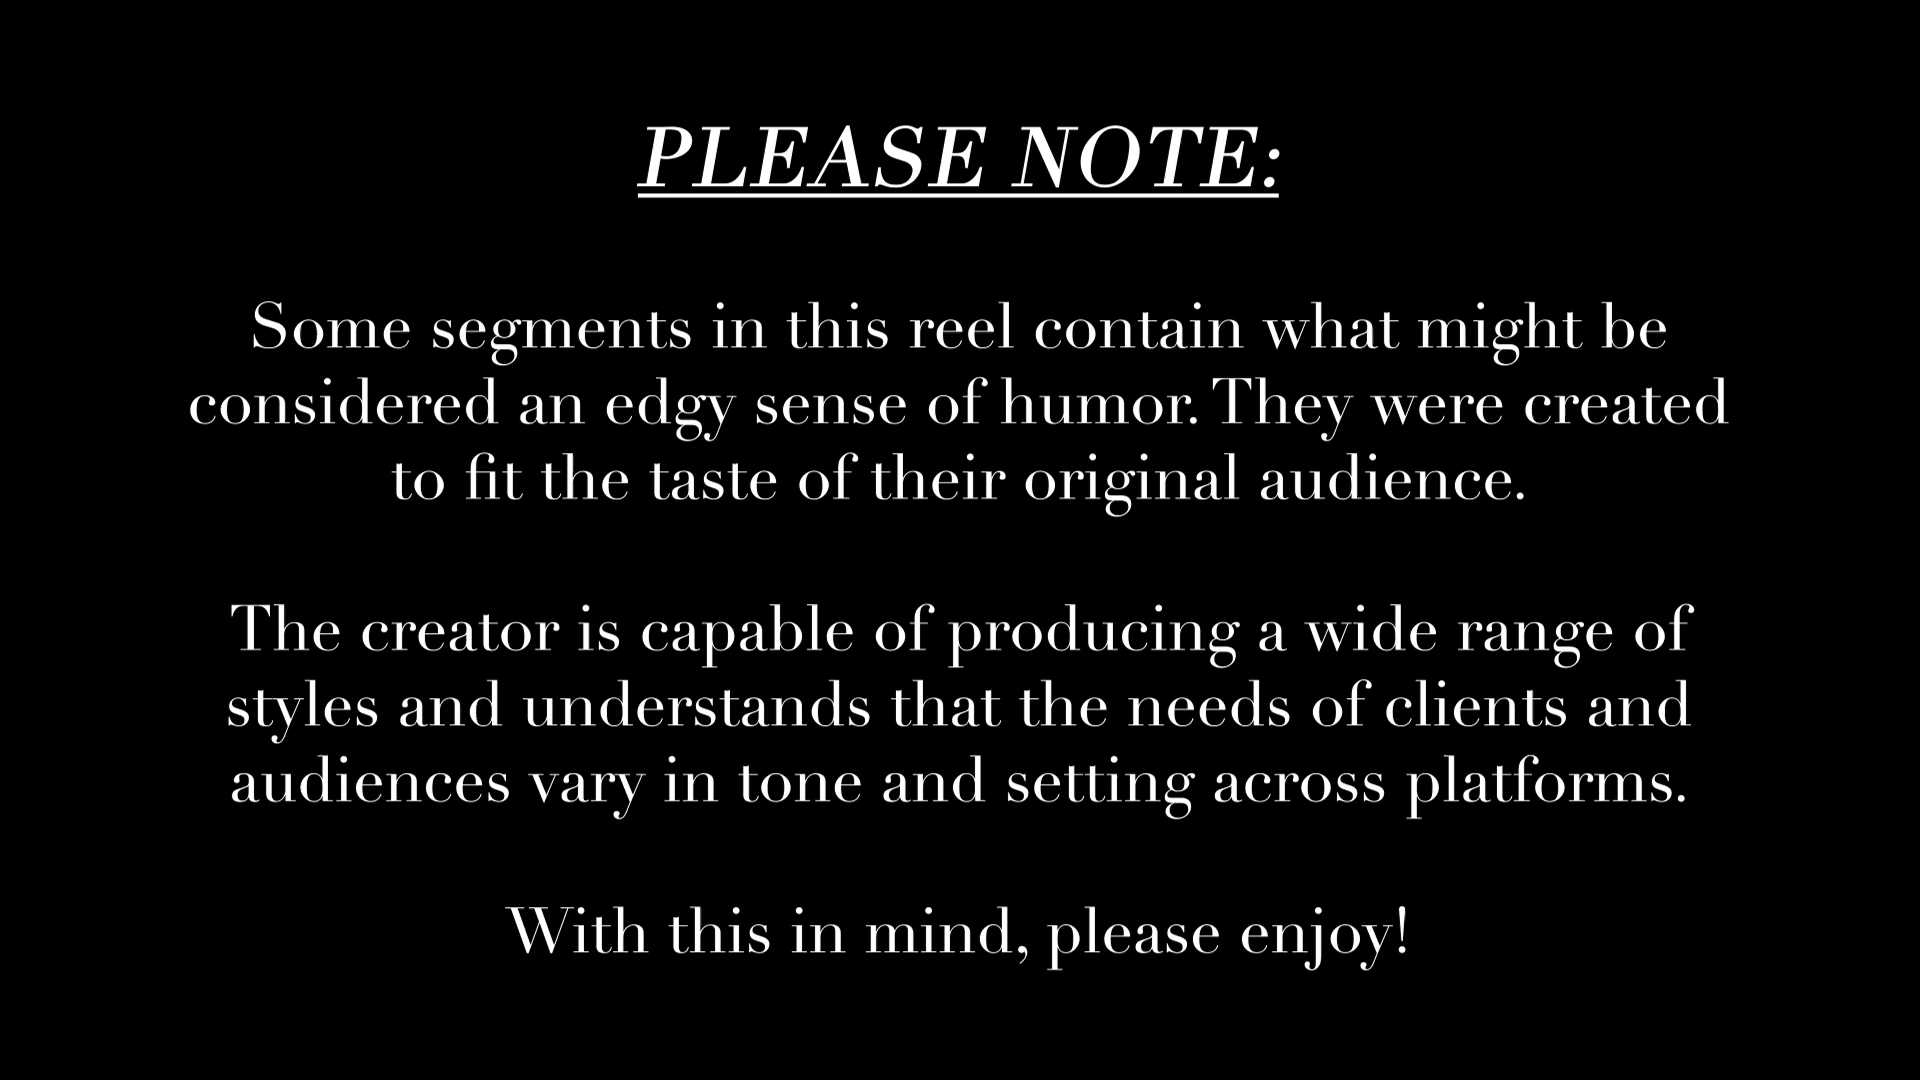 PLEASE NOTE:
Some segments in this reel contain what might be
considered an edgy sense of humor. They were created
to fit the taste of their original audience.
The creator is capable of producing a wide range of
styles and understands that the needs of clients and
audiences vary in tone and setting across platforms.
With this in mind, please enjoy!